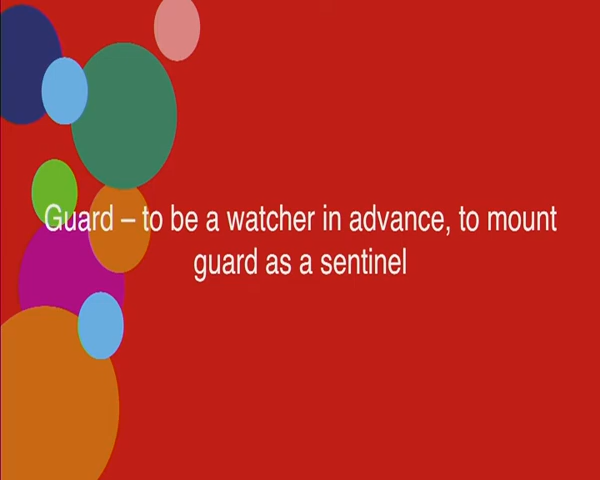 Guard – to be a watcher in advance, to mount
guard as a sentinel